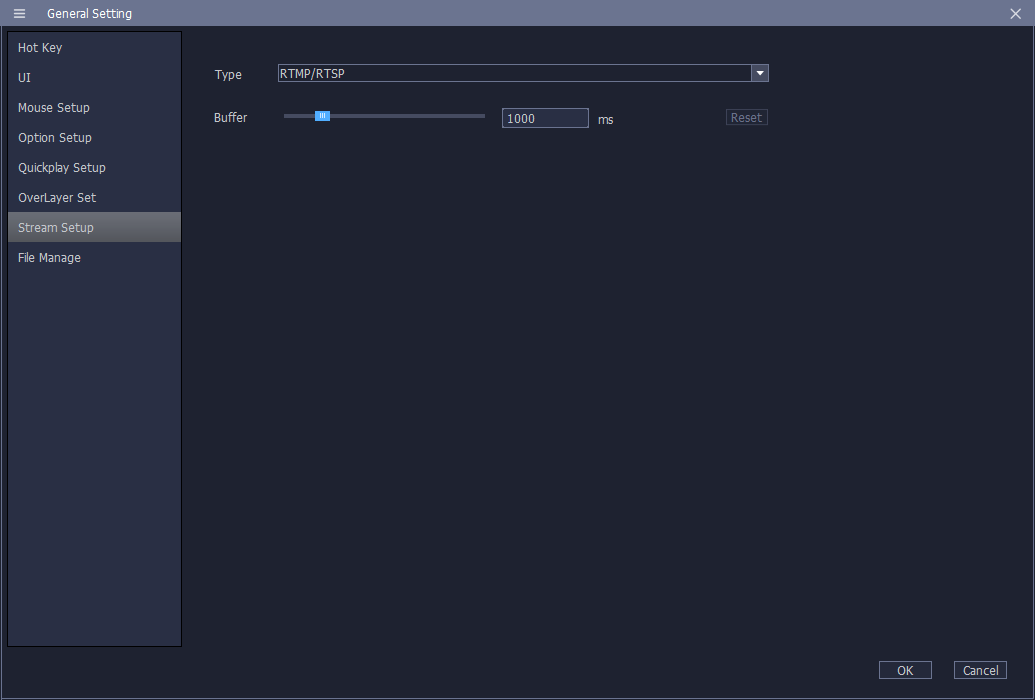 General Setting
Hot Key
UI
Mouse Setup
Option Setup
Quickplay Setup
OverLayer Set
Stream Setup
File Manage
Type
RTMP/RTSP
Buffer
1000
ms
Reset
OK
Cancel